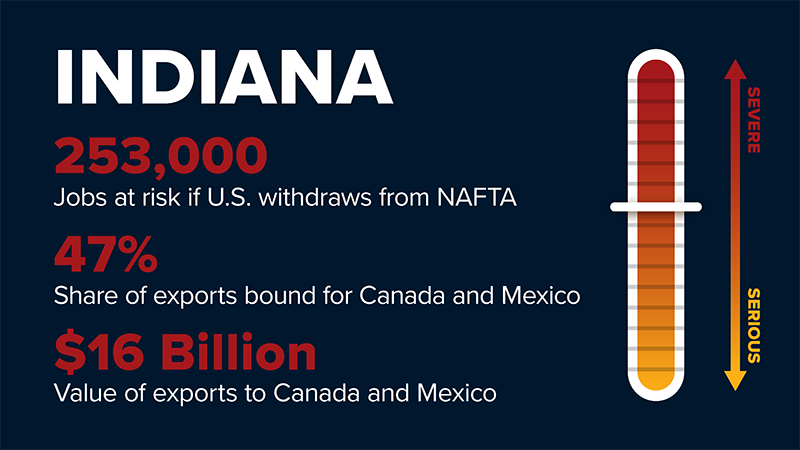 INDIANA
253,000
Jobs at risk if U.S. withdraws from NAFTA
47%
Share of exports bound for Canada and Mexico
$16 Billion
Value of exports to Canada and Mexico
SEVERE
SERIOUS